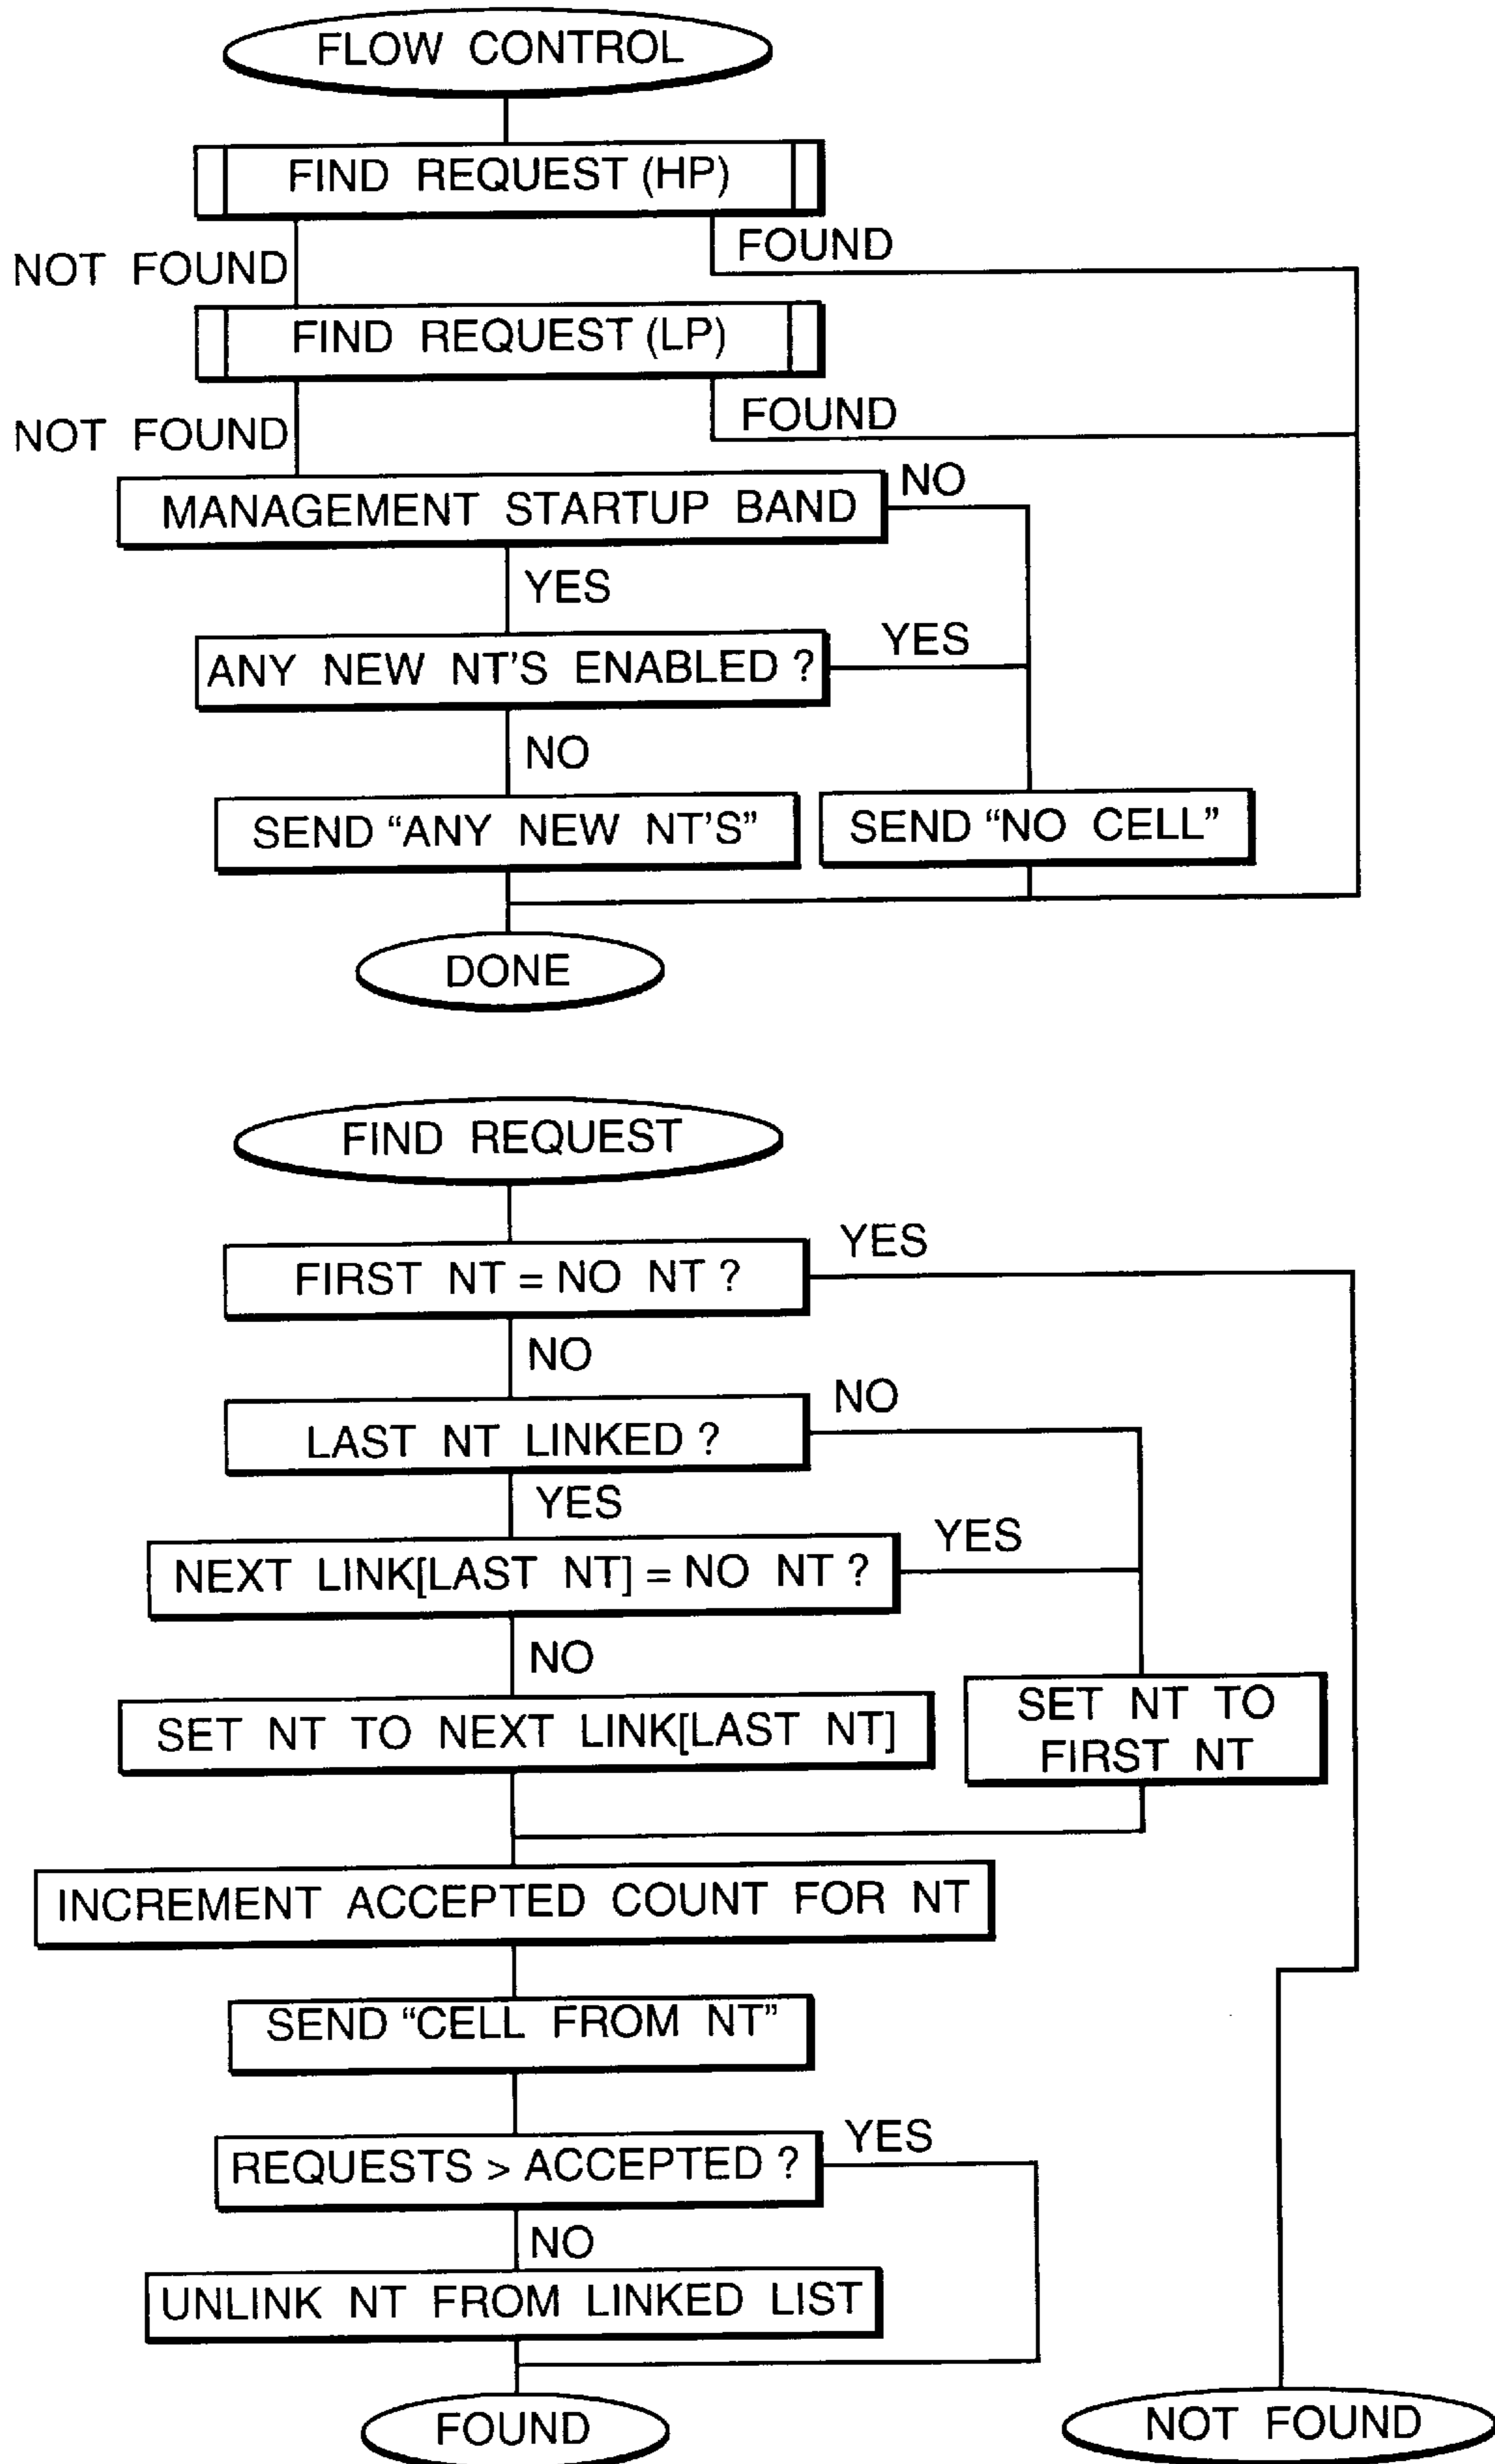 FLOW CONTROL
FIND REQUEST (HP)
NOT FOUND
FOUND
FIND REQUEST (LP)
NOT FOUND
FOUND
MANAGEMENT STARTUP BAND
NO
YES
ANY NEW NT'S ENABLED ?
YES
NO
SEND “ANY NEW NT'S”
SEND “NO CELL”
DONE
FIND REQUEST
FIRST NT = NO NT ?
YES
NO
LAST NT LINKED ?
NO
YES
NEXT LINK[LAST NT] = NO NT ?
YES
NO
SET NT TO NEXT LINK[LAST NT]
SET NT TO
FIRST NT
INCREMENT ACCEPTED COUNT FOR NT
SEND “CELL FROM NT”
REQUESTS > ACCEPTED ?
YES
NO
UNLINK NT FROM LINKED LIST
FOUND
NOT FOUND